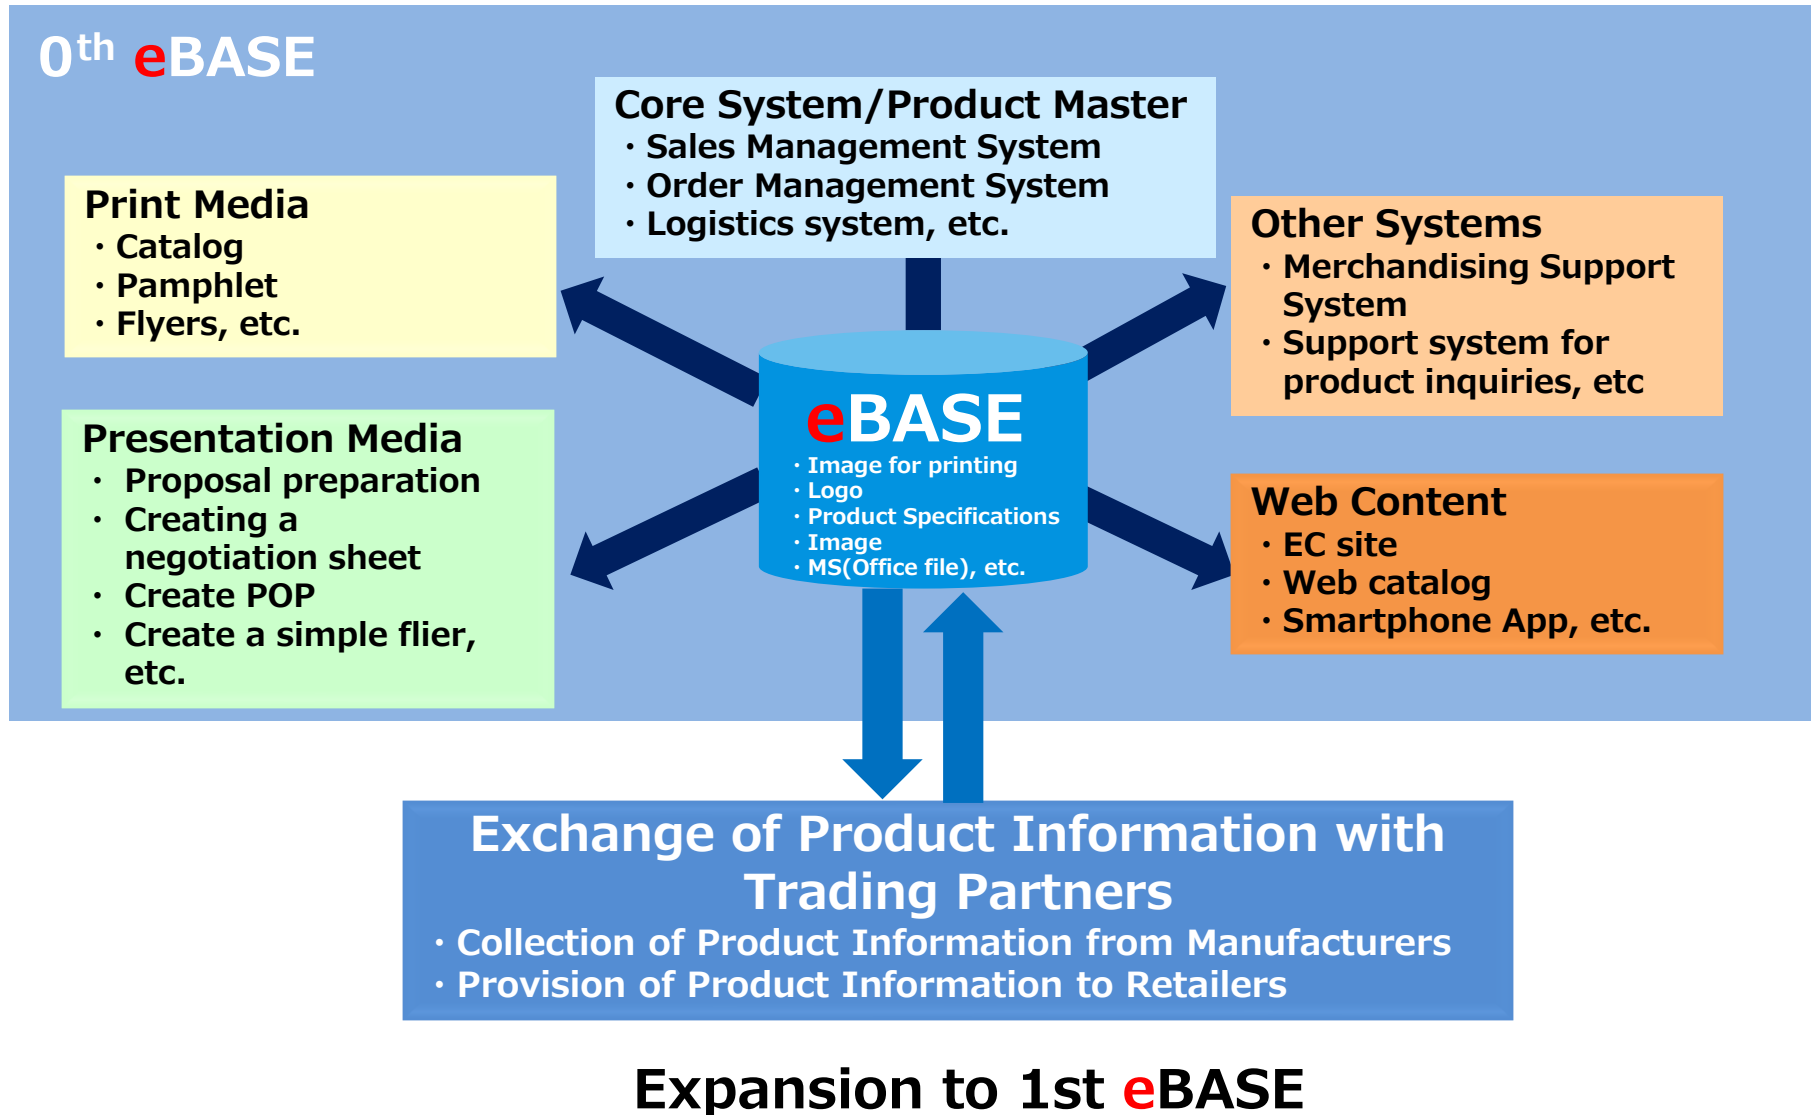 0th eBASE
Core System/Product Master
・Sales Management System
・Order Management System
・Logistics system, etc.
Print Media
・Catalog
・Pamphlet
・Flyers, etc.
Other Systems
・Merchandising Support
System
・Support system for
product inquiries, etc
Presentation Media
・ Proposal preparation
・ Creating a
negotiation sheet
・ Create POP
・ Create a simple flier,
etc.
eBASE
・Image for printing
・Logo
・Product Specifications
・Image
・MS(Office file), etc.
Web Content
・EC site
・Web catalog
・Smartphone App, etc.
Exchange of Product Information with
Trading Partners
・Collection of Product Information from Manufacturers
・Provision of Product Information to Retailers
Expansion to 1st eBASE